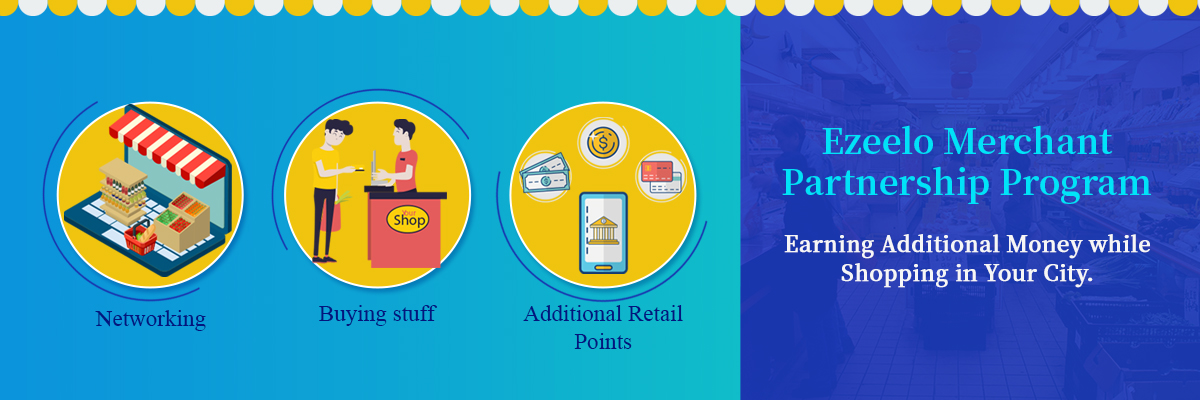 Your
Shop
Networking
Buying stuff
Additional Retail
Points
Ezeelo Merchant
Partnership Program
Earning Additional Money while
Shopping in Your City.